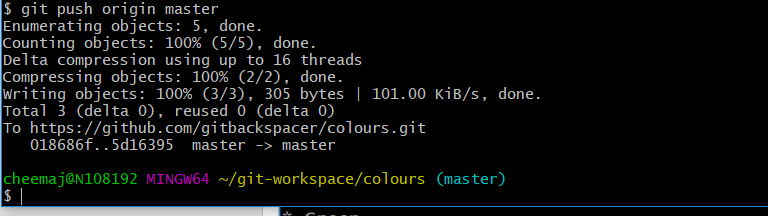 $ git push origin master
Enumerating objects: 5, done.
Counting objects: 100% (5/5), done.
Delta compression using up to 16 threads
Compressing objects: 100% (2/2), done.
Writing objects: 100% (3/3), 305 bytes | 101.00 KiB/s, done.
Total 3 (delta 0), reused 0 (delta 0)
To https://github.com/gitbackspacer/colours.git
   018686f..5d16395  master -> master

cheemaj@N108192 MINGW64 ~/git-workspace/colours (master)
$